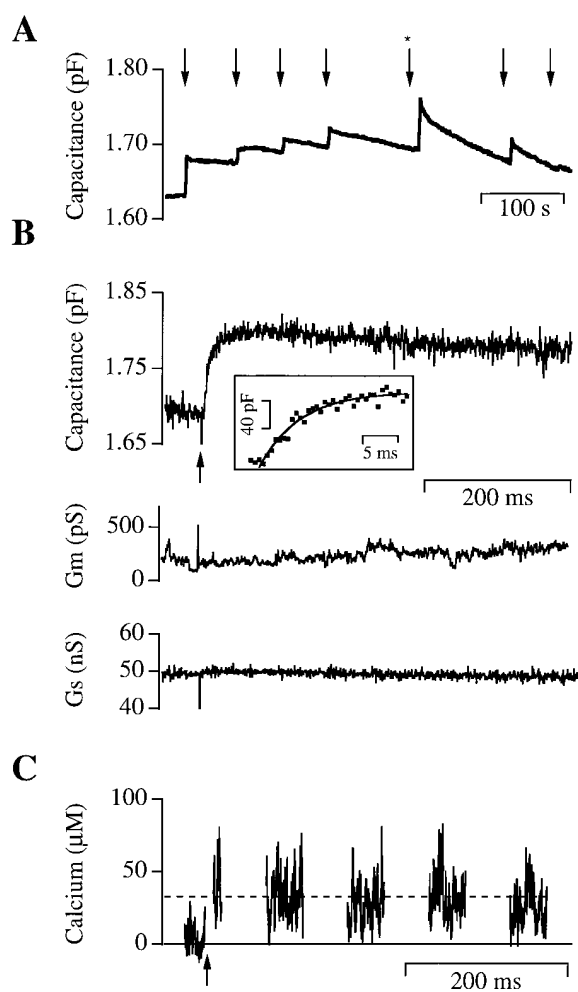 A
*
Capacitance (pF)
1.80
1.70
1.60
100 s
B
Capacitance (pF)
1.85
1.75
1.65
40 pF
5 ms
200 ms
Gm (pS)
500
0
Gs (nS)
60
50
40
C
Calcium (μM)
100
50
0
200 ms